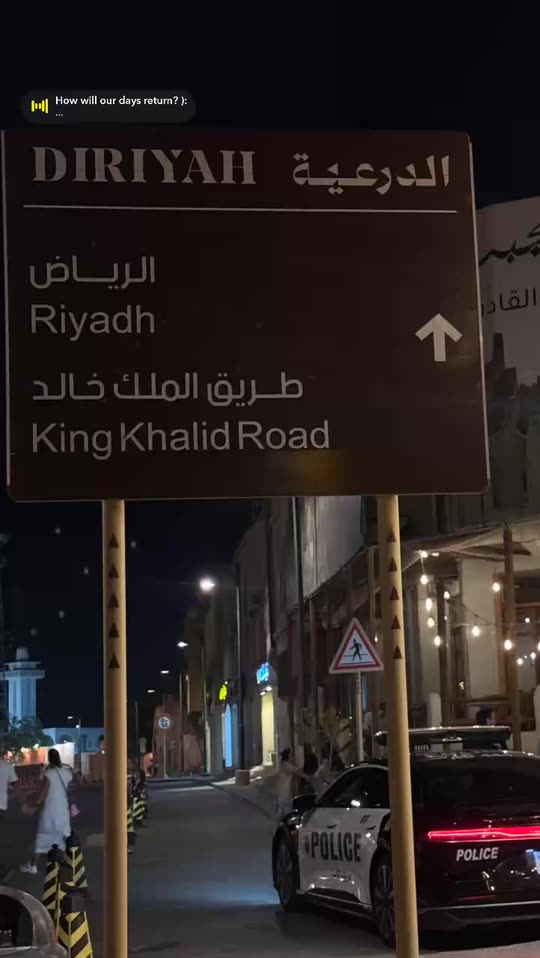 How will our days return? ):
...
DIRIYAH الدرعية
الرياض
Riyadh
طريق الملك خالد
King Khalid Road
POLICE
POLICE